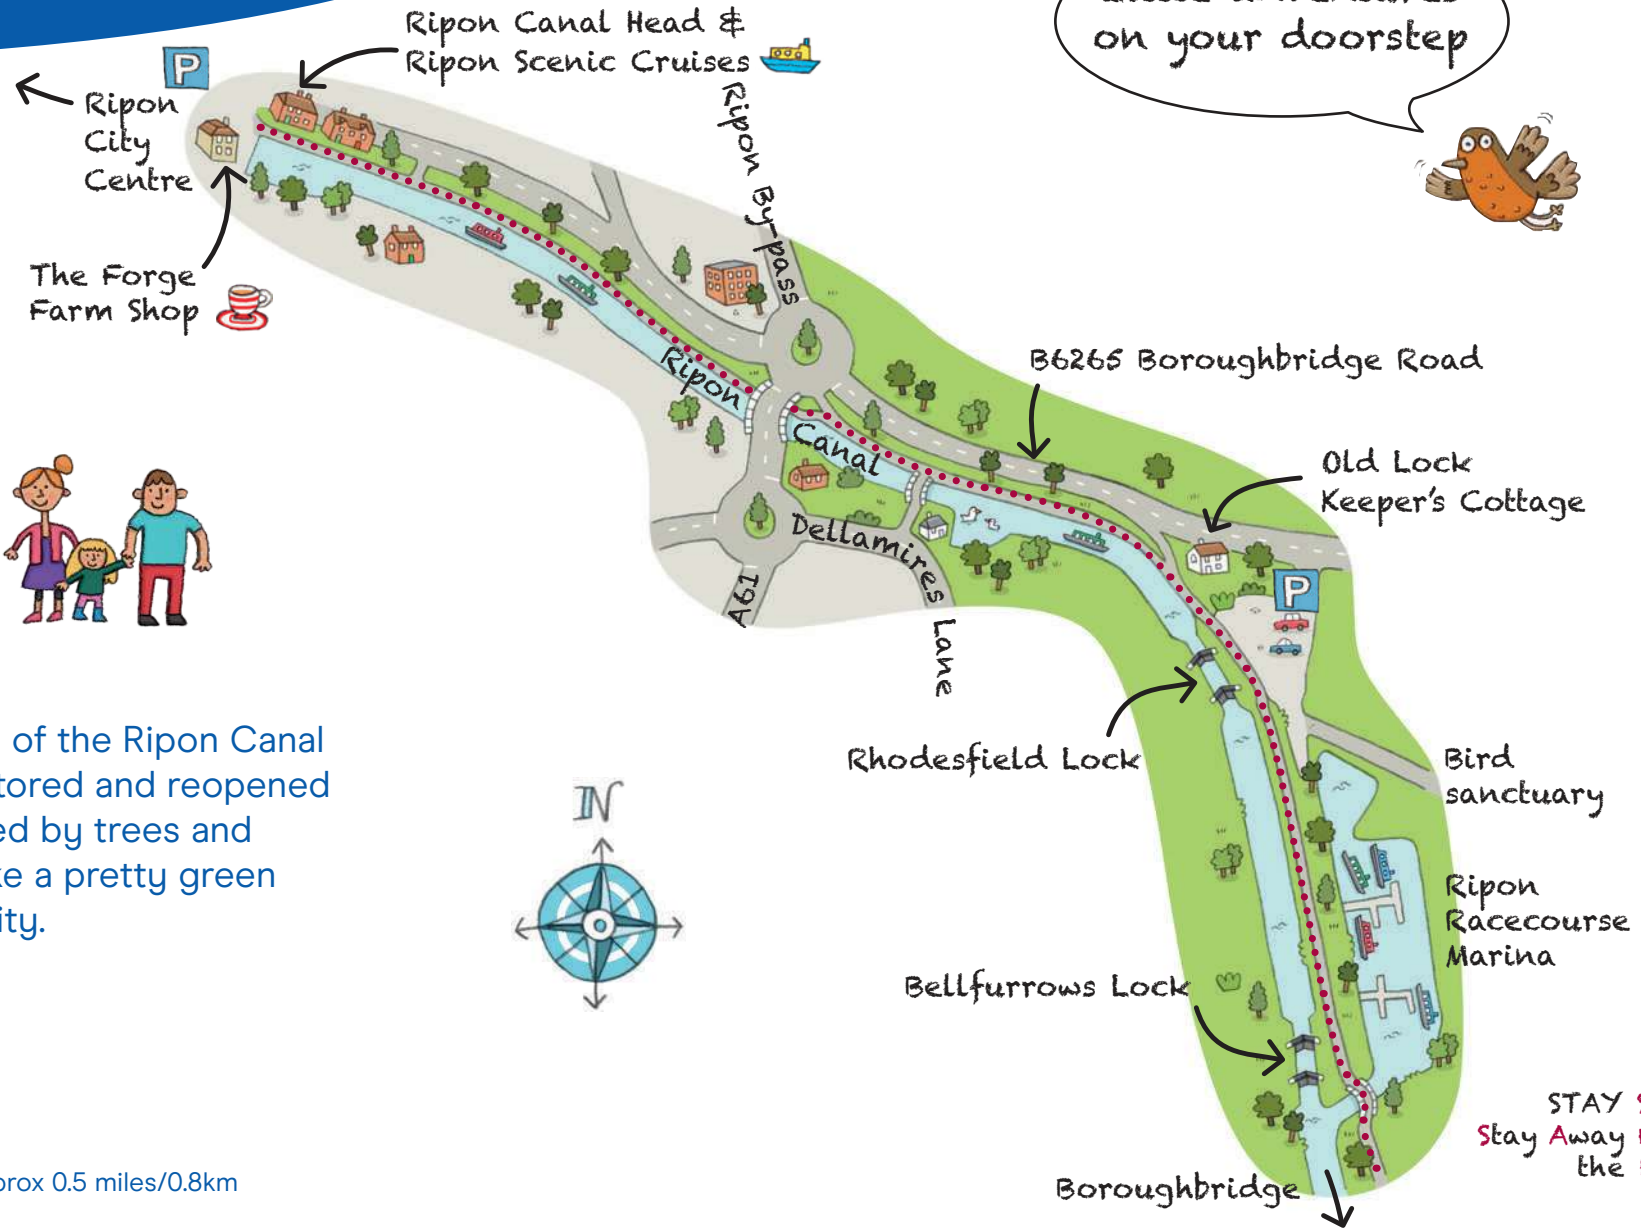 on your doorstep
Ripon Canal Head &
Ripon Scenic Cruises
P
Ripon
City
Centre
Ripon By-pass
The Forge
Farm Shop
B6265 Boroughbridge Road
Ripon
Canal
Old Lock
Keeper's Cottage
Dellamires
Lane
A61
P
Rhodesfield Lock
Bird
sanctuary
of the Ripon Canal
tored and reopened
ed by trees and
ke a pretty green
ity.
N
Ripon
Racecourse
Marina
Bellfurrows Lock
STAY
Stay Away
the
prox 0.5 miles/0.8km
Boroughbridge